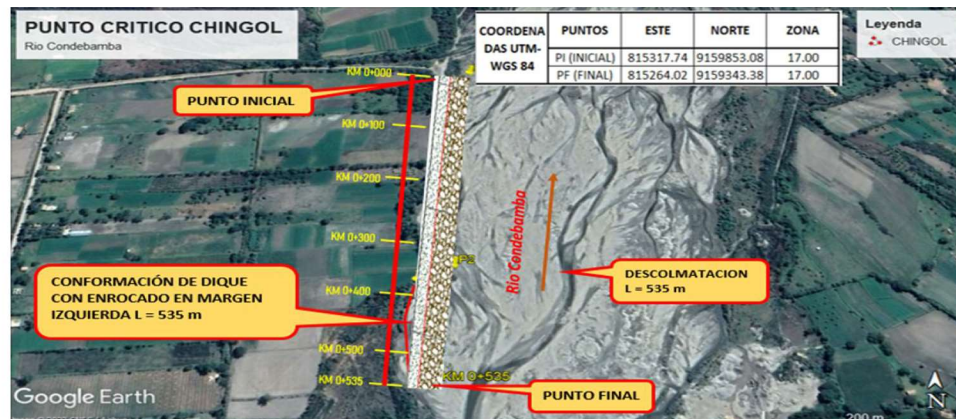 PUNTO CRITICO CHINGOL
Rio Condebamba
COORDENA
DAS UTM-
WGS 84
PUNTOS ESTE NORTE ZONA
PI (INICIAL) 815317.74 9159853.08 17.00
PF (FINAL) 815264.02 9159343.38 17.00
Leyenda
CHINGOL
KM 0+000
PUNTO INICIAL
KM 0+100
KM 0+200
KM 0+300
Rio Condebamba
CONFORMACIÓN DE DIQUE
CON ENROCADO EN MARGEN
IZQUIERDA L = 535 m
KM 0+400
DESCOLMATACION
L = 535 m
KM 0+500
KM 0+535
KM 0+535
PUNTO FINAL
Google Earth
N
200 m